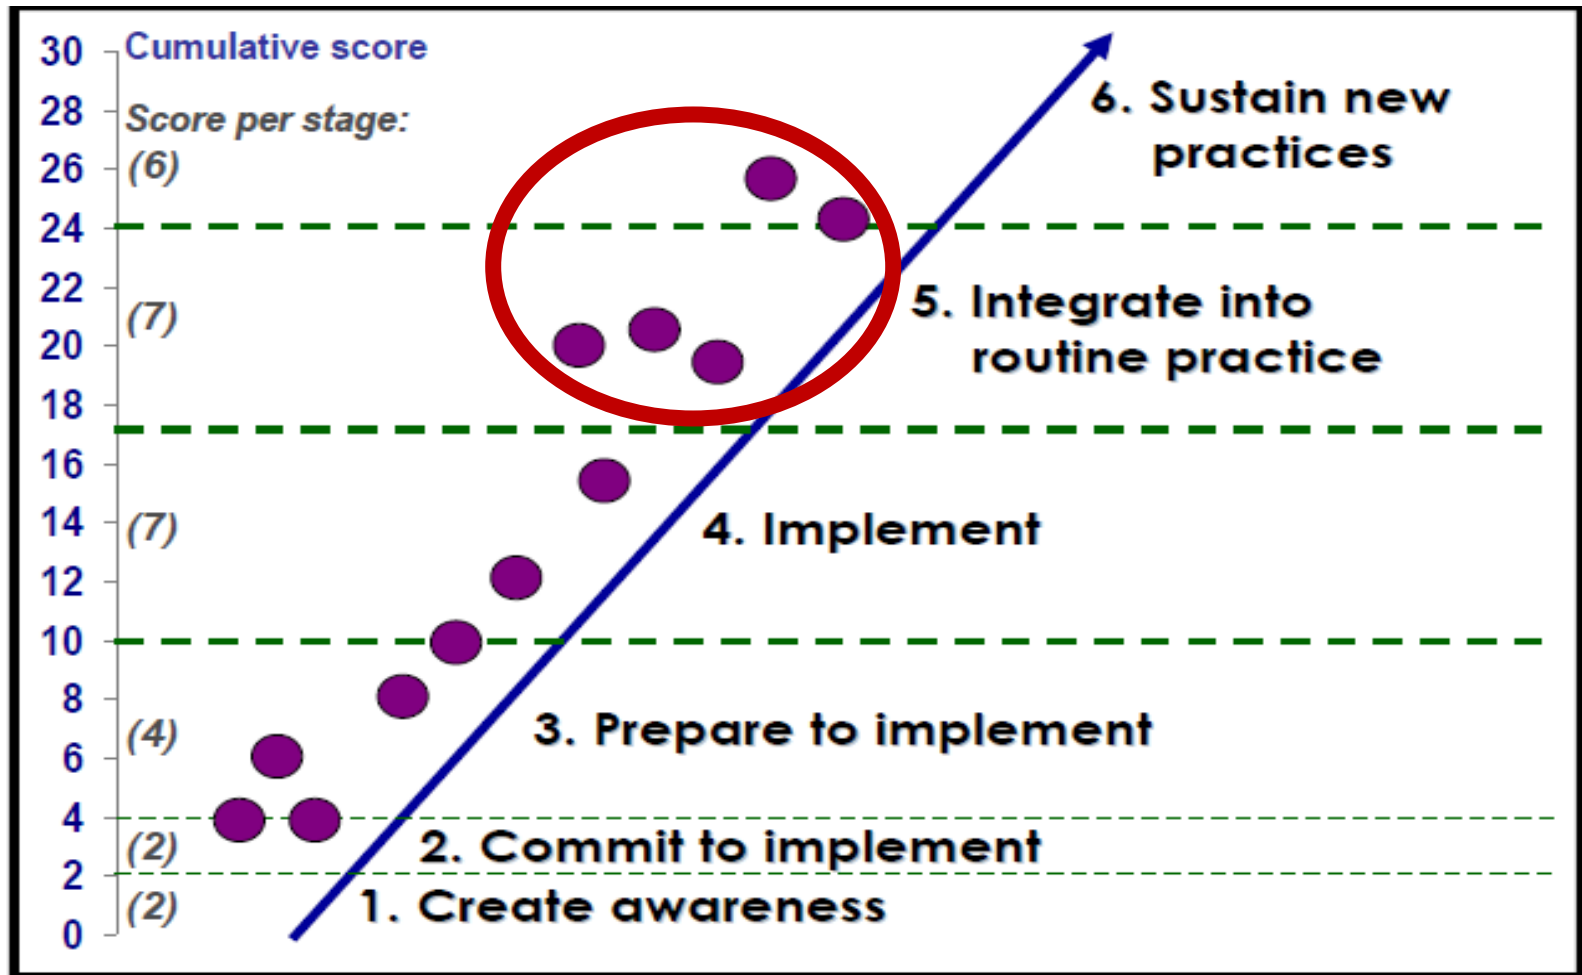 30 Cumulative score
28
Score per stage:
26 (6)
24
22
(7)
20
18
16
14 (7)
12
10
8
(4)
6
4
(2)
2
(2)
0
6. Sustain new
practices
5. Integrate into
routine practice
4. Implement
3. Prepare to implement
2. Commit to implement
1. Create awareness